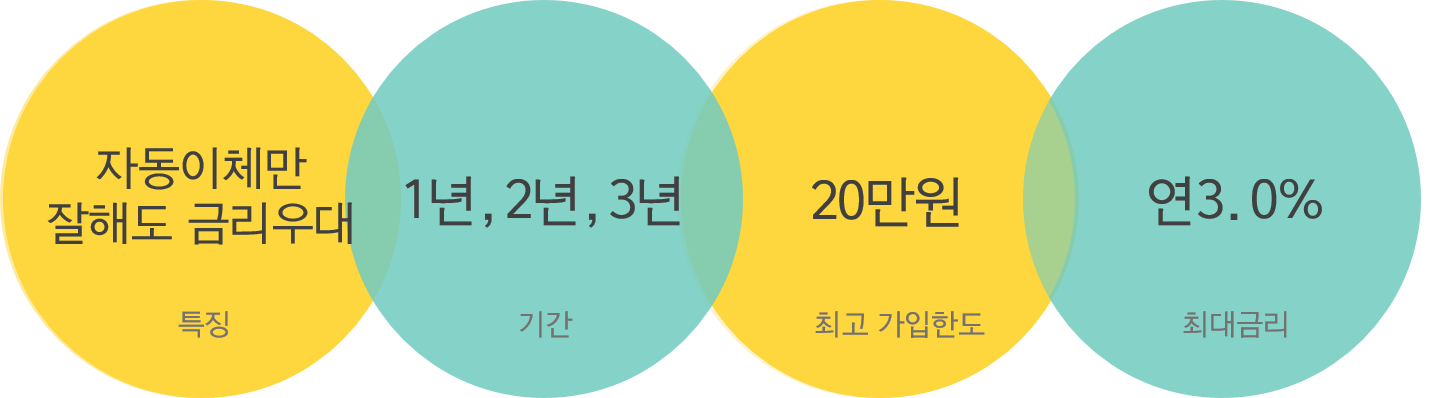 자동이체만
잘해도 금리우대
특징
1년, 2년, 3년
기간
20만원
최고 가입한도
연3.0%
최대금리